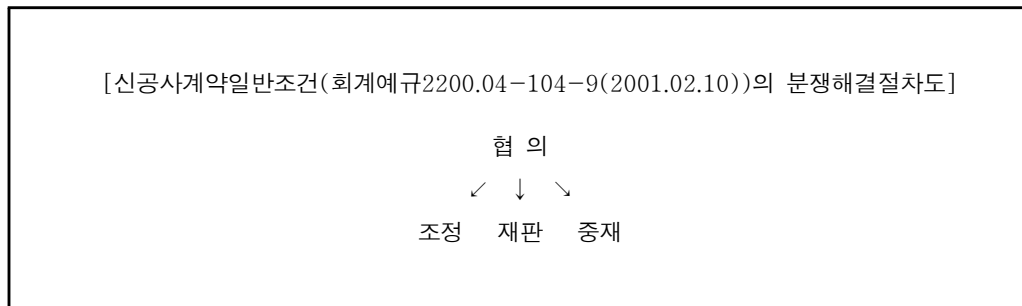 [신공사계약일반조건(회계예규2200.04-104-9(2001.02.10))의 분쟁해결절차도]
협 의
↙ ↓ ↘
조정 재판 중재